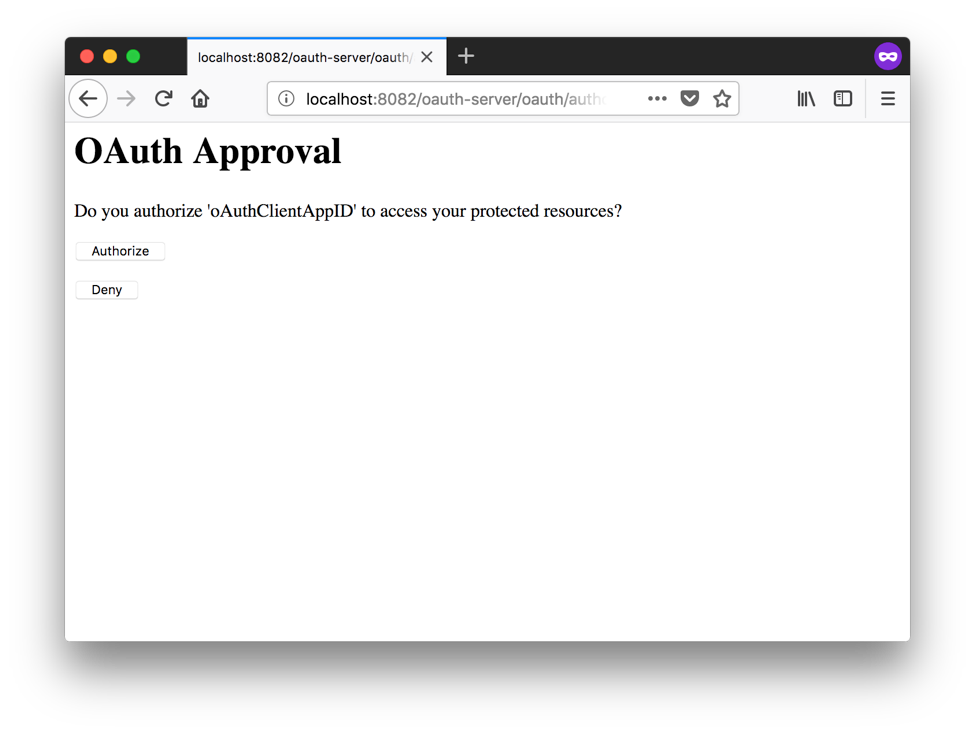 localhost:8082/oauth-server/oauth/
localhost:8082/oauth-server/oauth/autho
OAuth Approval
Do you authorize 'oAuthClientAppID' to access your protected resources?
Authorize
Deny